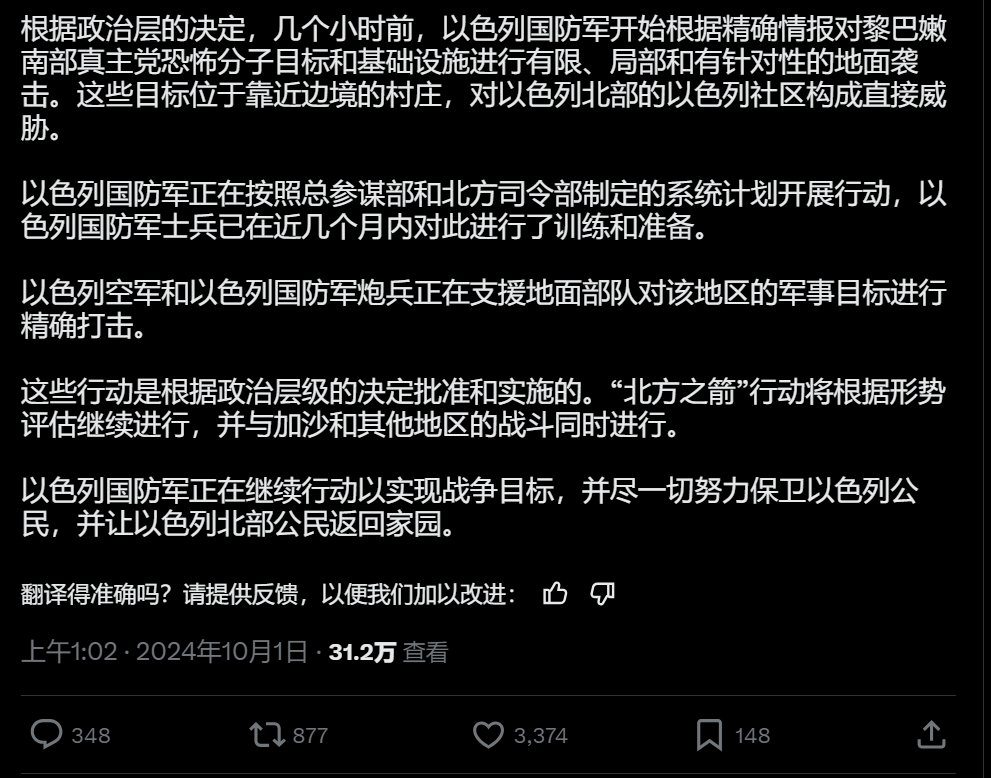 根据政治层的决定，几个小时前，以色列国防军开始根据精确情报对黎巴嫩
南部真主党恐怖分子目标和基础设施进行有限、局部和有针对性的地面袭
击。这些目标位于靠近边境的村庄，对以色列北部的以色列社区构成直接威
胁。
以色列国防军正在按照总参谋部和北方司令部制定的系统计划开展行动，以
色列国防军士兵已在近几个月内对此进行了训练和准备。
以色列空军和以色列国防军炮兵正在支援地面部队对该地区的军事目标进行
精确打击。
这些行动是根据政治层级的决定批准和实施的。“北方之箭”行动将根据形势
评估继续进行，并与加沙和其他地区的战斗同时进行。
以色列国防军正在继续行动以实现战争目标，并尽一切努力保卫以色列公
民，并让以色列北部公民返回家园。
翻译得准确吗？请提供反馈，以便我们加以改进：
上午1:02 · 2024年10月1日 · 31.2万 查看
348 877 3,374 148